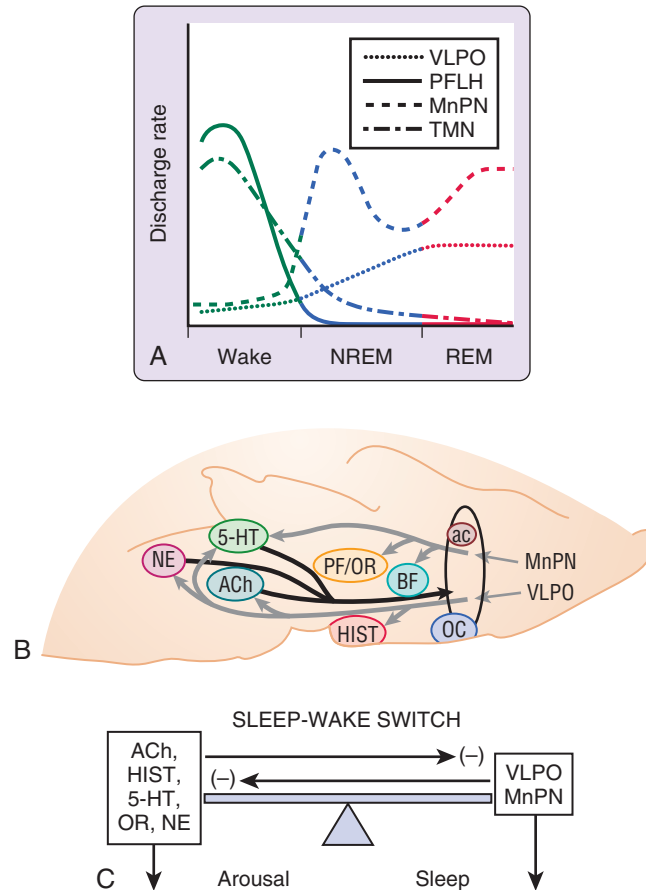 VLPO
PFLH
MnPN
TMN
Discharge rate
A
Wake
NREM
REM
5-HT
ac
NE
PF/OR
MnPN
ACh
BF
VLPO
HIST
OC
B
SLEEP-WAKE SWITCH
ACh,
HIST,
5-HT,
OR, NE
(–)
(–)
VLPO
MnPN
C
Arousal
Sleep